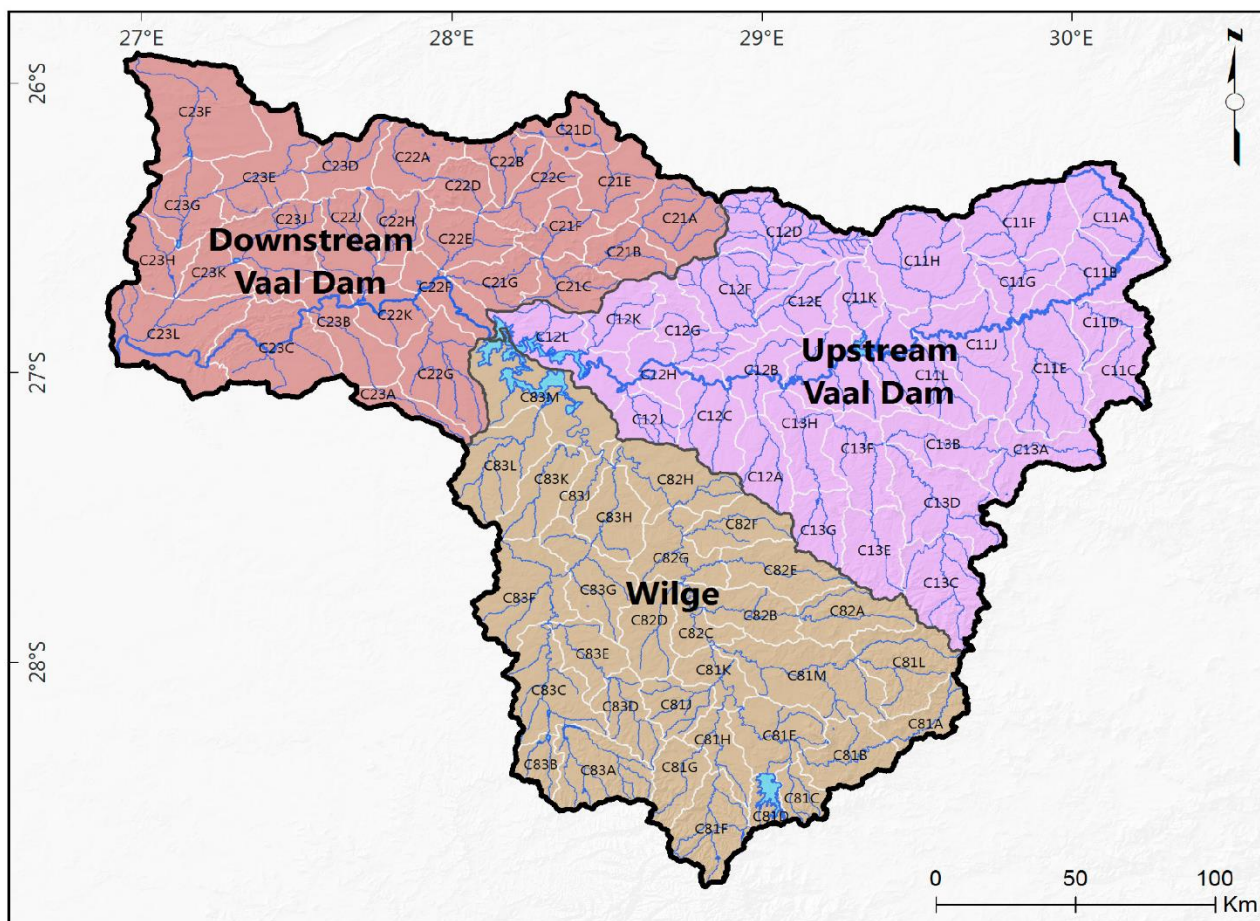 27°E
28°E
29°E
30°E
26°S
27°S
28°S
Z
C23F
C21D
C22A
C22B
C23D
C23E
C22D
C22C
C21E
C23G
C23J
C22J
C22H
C21F
C21A
Downstream
Vaal Dam
C22E
C21B
C23H
C23K
C22F
C21G
C21C
C23L
C23B
C22K
C23C
C22G
C23A
C11F
C11A
C12D
C11H
C11G
C11B
C12F
C12E
C11K
C12K
C12G
C11D
C12L
Upstream
Vaal Dam
C11J
C12H
C12B
C11L
C11E
C11C
C12J
C12C
C13H
C13F
C13B
C13A
C12A
C13D
C13G
C13E
C13C
C83M
C83L
C83K
C82H
C83J
C83H
C82F
C82G
C82E
Wilge
C83F
C83G
C82D
C82B
C82A
C82C
C83E
C81K
C81M
C81L
C83C
C83D
C81J
C81A
C81H
C81E
C81B
C83B
C83A
C81G
C81C
C81D
C81F
0
50
100
Km